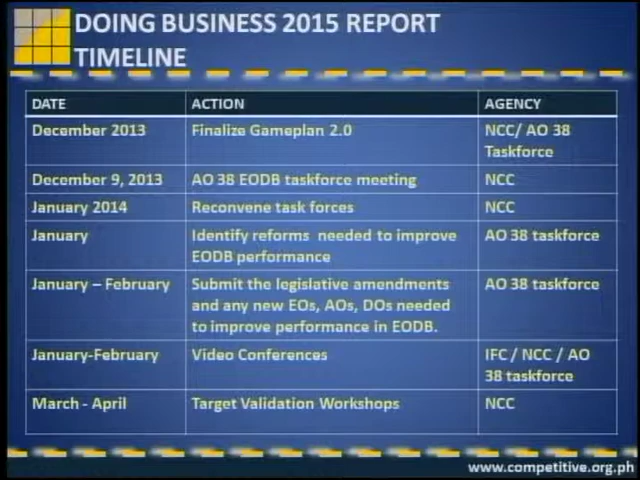 DOING BUSINESS 2015 REPORT
TIMELINE
DATE ACTION AGENCY
December 2013 Finalize Gameplan 2.0 NCC/ AO 38
Taskforce
December 9, 2013 AO 38 EODB taskforce meeting NCC
January 2014 Reconvene task forces NCC
January Identify reforms needed to improve AO 38 taskforce
EODB performance
January – February Submit the legislative amendments AO 38 taskforce
and any new EOs, AOs, DOs needed
to improve performance in EODB.
January-February Video Conferences IFC / NCC / AO
38 taskforce
March - April Target Validation Workshops NCC
www.competitive.org.ph